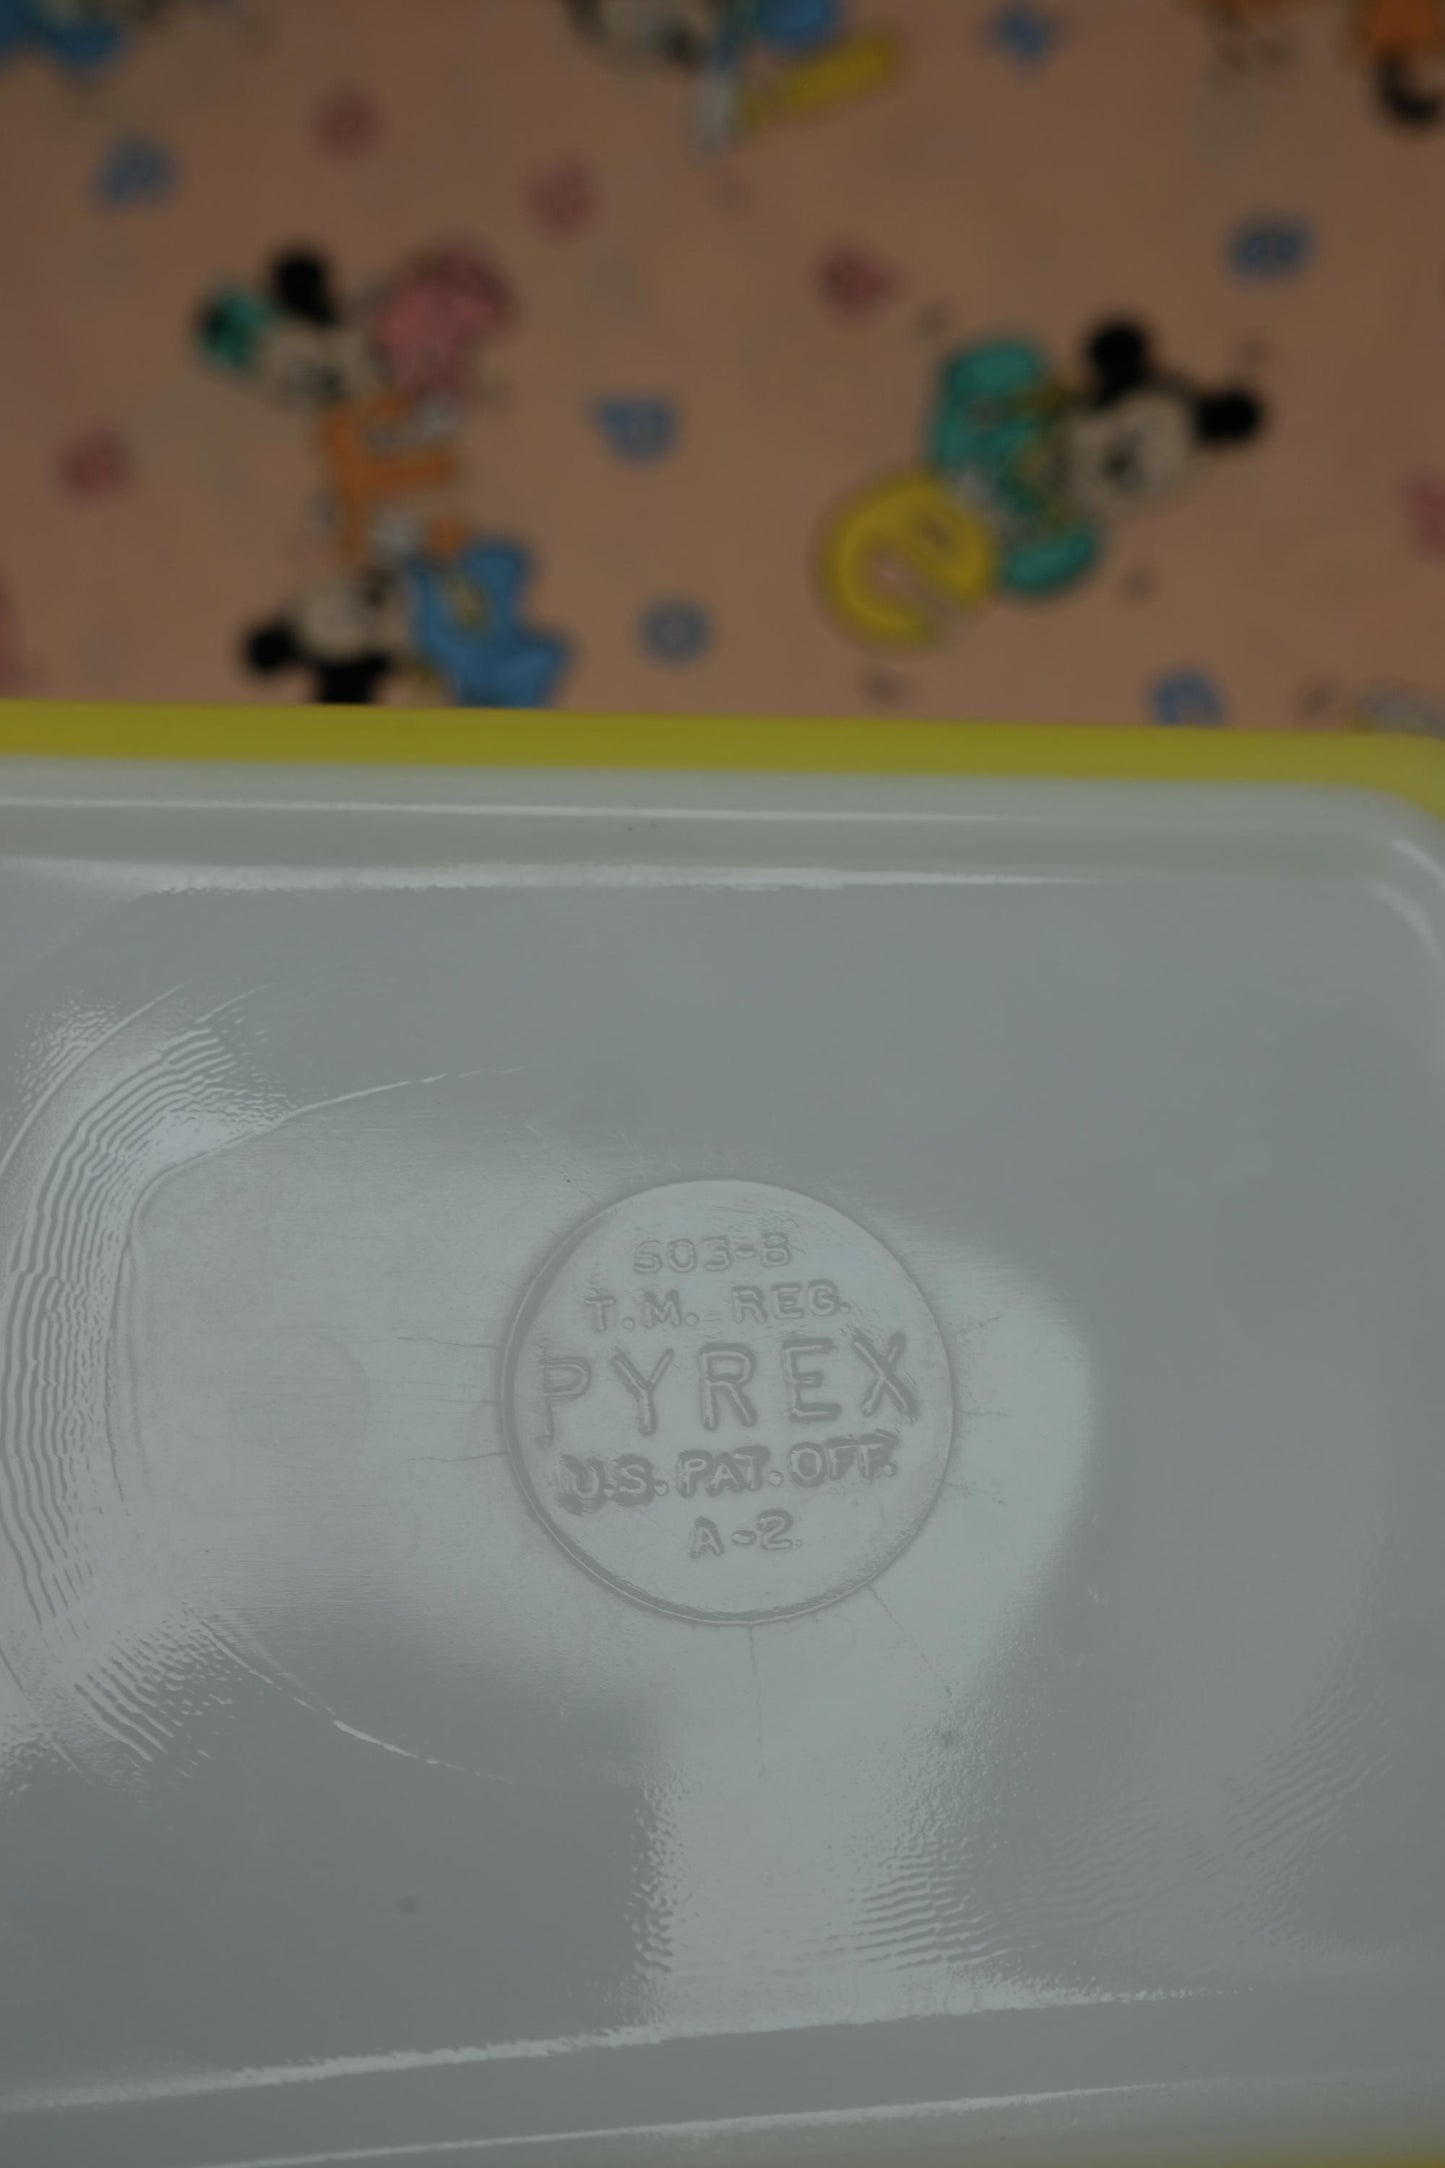 503-B
T.M. REG.
PYREX
U.S. PAT. OFF.
A-2